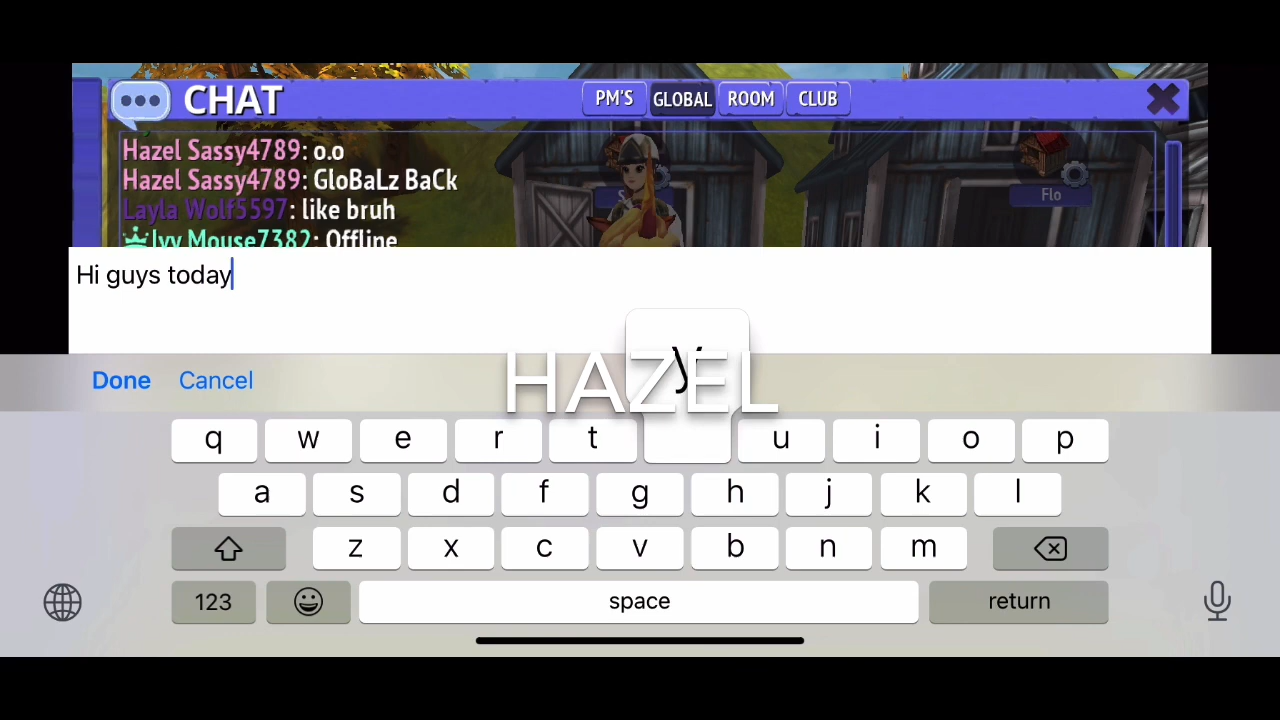 CHAT
PM'S GLOBAL ROOM CLUB
Hazel Sassy4789: o.o
Hazel Sassy4789: GloBaLz BaCk
Layla Wolf5597: like bruh
Ivy Mouse7382: Offline
Flo
Hi guys today
y
HAZEL
Done Cancel
q w e r t u i o p
a s d f g h j k l
z x c v b n m
123 space return